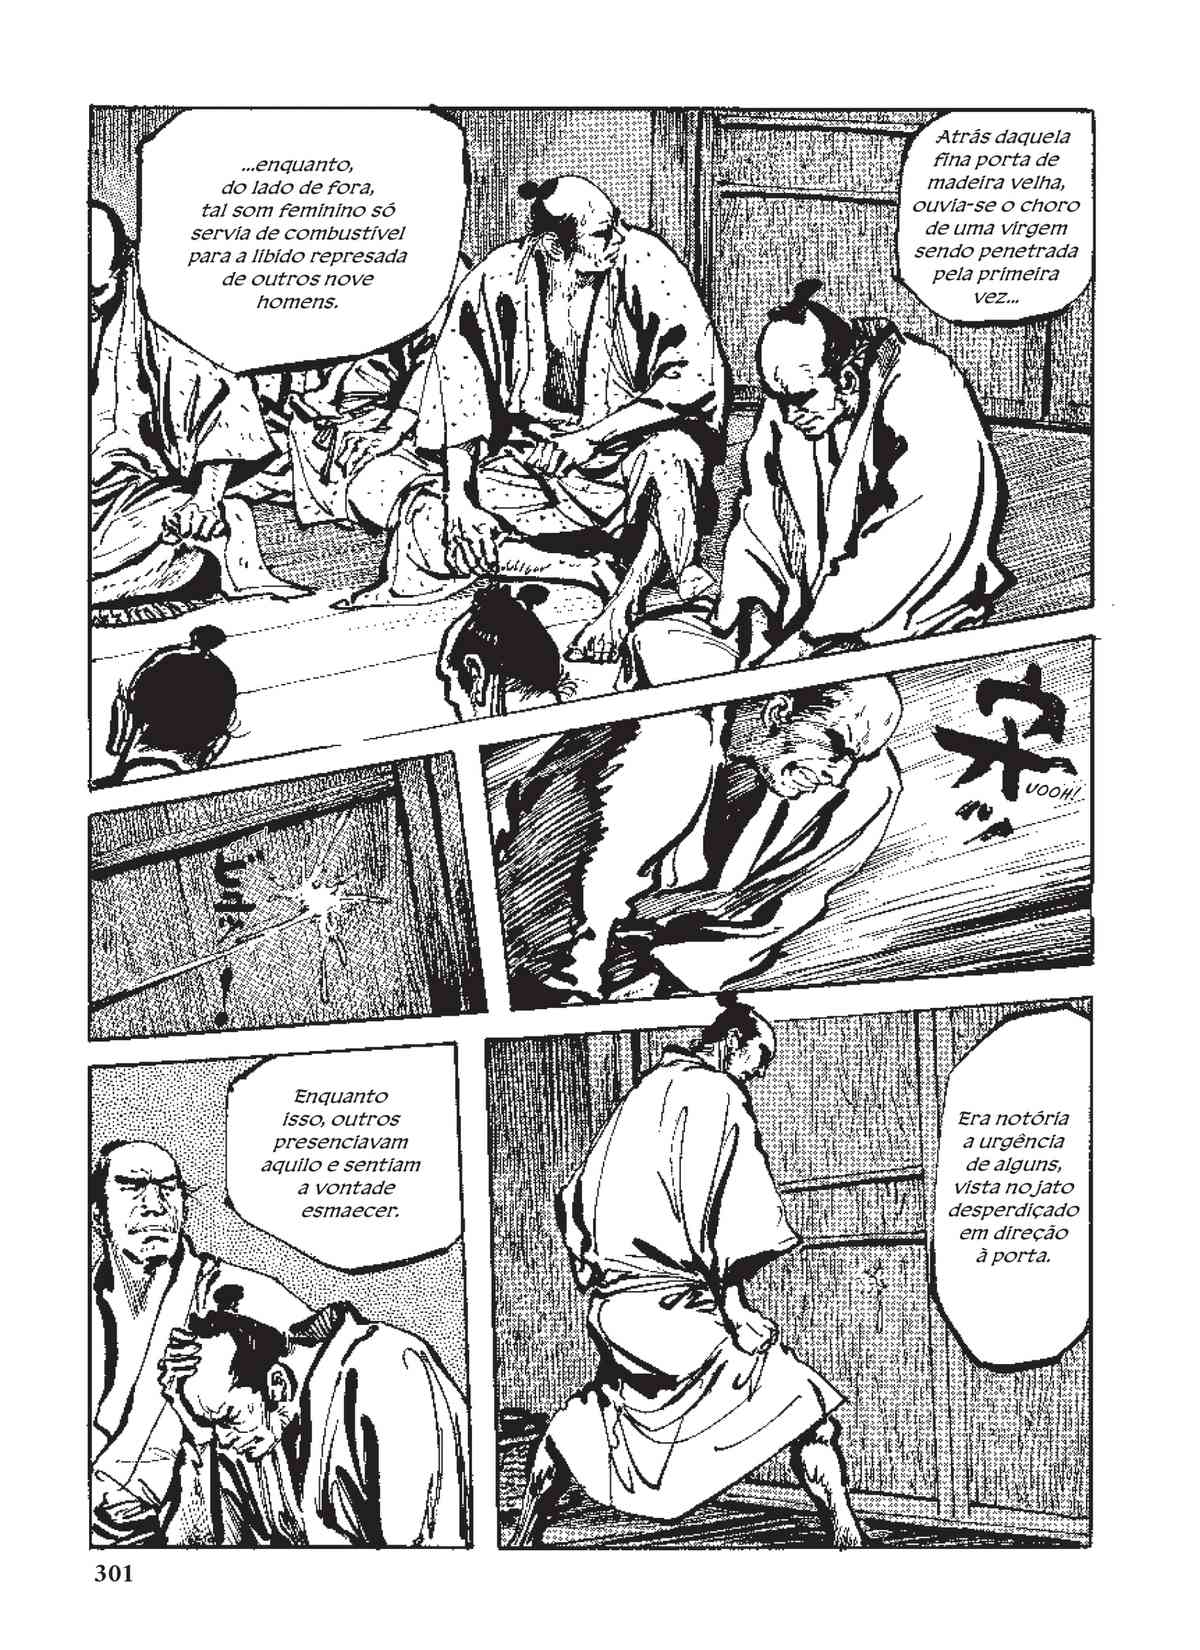 Atrás daquela
fina porta de
madeira velha,
ouvia-se o choro
de uma virgem
sendo penetrada
pela primeira
vez...
...enquanto,
do lado de fora,
tal som feminino só
servia de combustível
para a libido represada
de outros nove
homens.
UOOH!
Era notória
a urgência
de alguns,
vista no jato
desperdiçado
em direção
à porta.
Enquanto
isso, outros
presenciavam
aquilo e sentiam
a vontade
esmaecer.
301